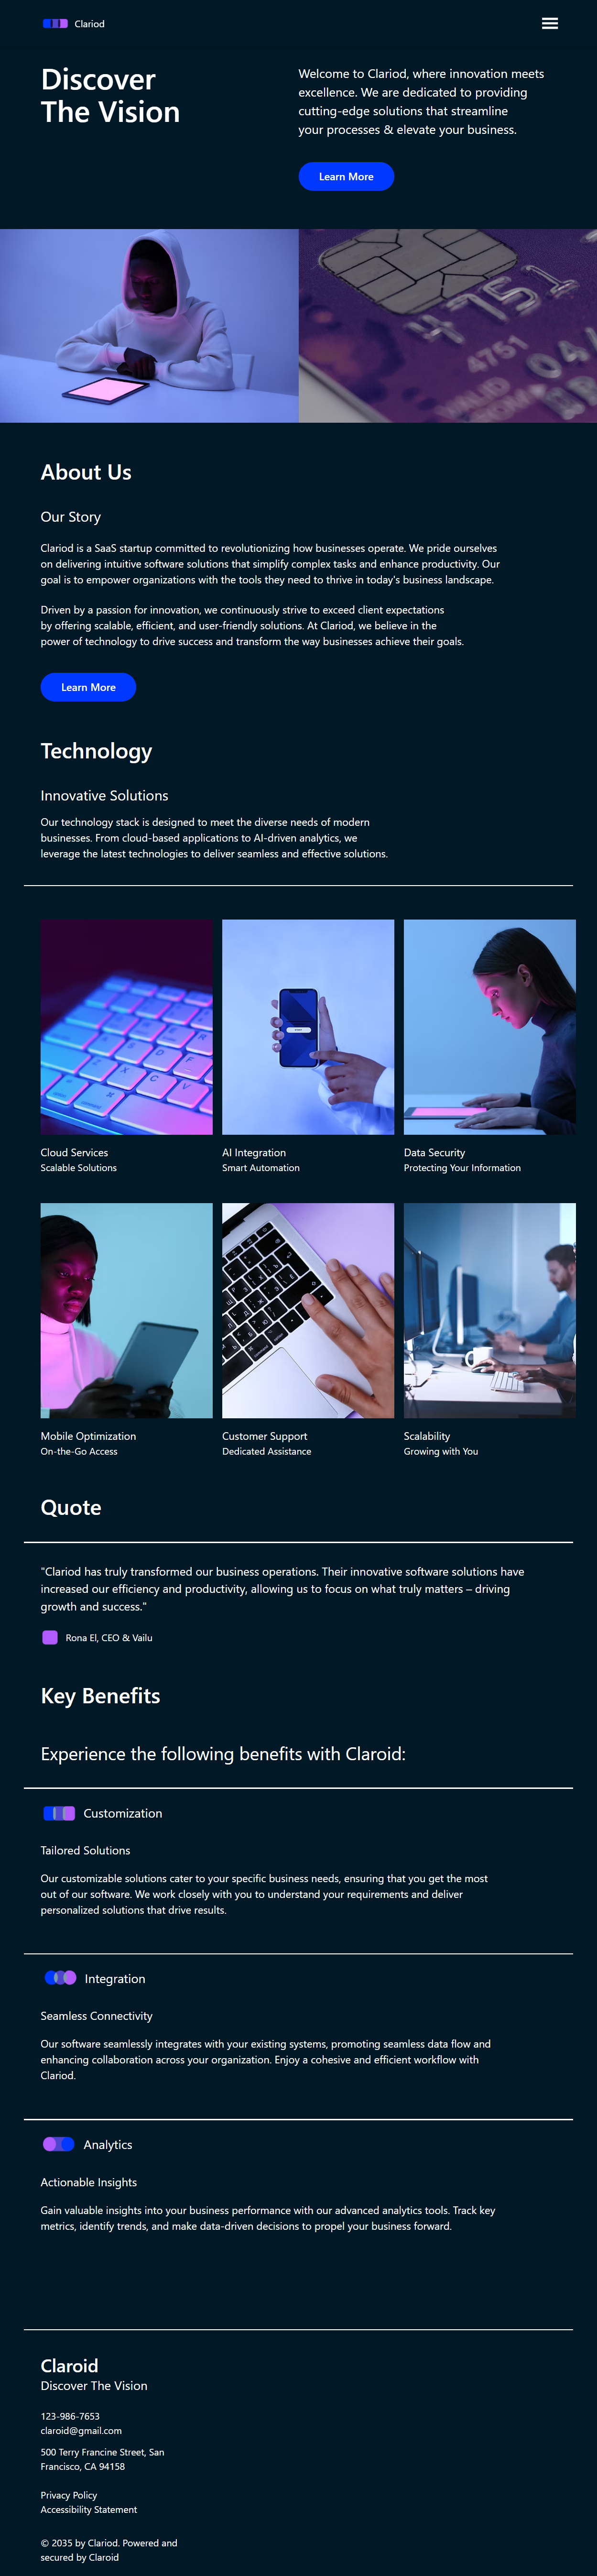 Clariod
Discover
The Vision
Welcome to Clariod, where innovation meets
excellence. We are dedicated to providing
cutting-edge solutions that streamline
your processes & elevate your business.
Learn More
4751
4751
About Us
Our Story
Clariod is a SaaS startup committed to revolutionizing how businesses operate. We pride ourselves
on delivering intuitive software solutions that simplify complex tasks and enhance productivity. Our
goal is to empower organizations with the tools they need to thrive in today's business landscape.
Driven by a passion for innovation, we continuously strive to exceed client expectations
by offering scalable, efficient, and user-friendly solutions. At Clariod, we believe in the
power of technology to drive success and transform the way businesses achieve their goals.
Learn More
Technology
Innovative Solutions
Our technology stack is designed to meet the diverse needs of modern
businesses. From cloud-based applications to AI-driven analytics, we
leverage the latest technologies to deliver seamless and effective solutions.
Cloud Services
Scalable Solutions
AI Integration
Smart Automation
Data Security
Protecting Your Information
Mobile Optimization
On-the-Go Access
Customer Support
Dedicated Assistance
Scalability
Growing with You
Quote
"Clariod has truly transformed our business operations. Their innovative software solutions have
increased our efficiency and productivity, allowing us to focus on what truly matters – driving
growth and success."
Rona El, CEO & Vailu
Key Benefits
Experience the following benefits with Claroid:
Customization
Tailored Solutions
Our customizable solutions cater to your specific business needs, ensuring that you get the most
out of our software. We work closely with you to understand your requirements and deliver
personalized solutions that drive results.
Integration
Seamless Connectivity
Our software seamlessly integrates with your existing systems, promoting seamless data flow and
enhancing collaboration across your organization. Enjoy a cohesive and efficient workflow with
Clariod.
Analytics
Actionable Insights
Gain valuable insights into your business performance with our advanced analytics tools. Track key
metrics, identify trends, and make data-driven decisions to propel your business forward.
Claroid
Discover The Vision
123-986-7653
claroid@gmail.com
500 Terry Francine Street, San
Francisco, CA 94158
Privacy Policy
Accessibility Statement
© 2035 by Clariod. Powered and
secured by Claroid